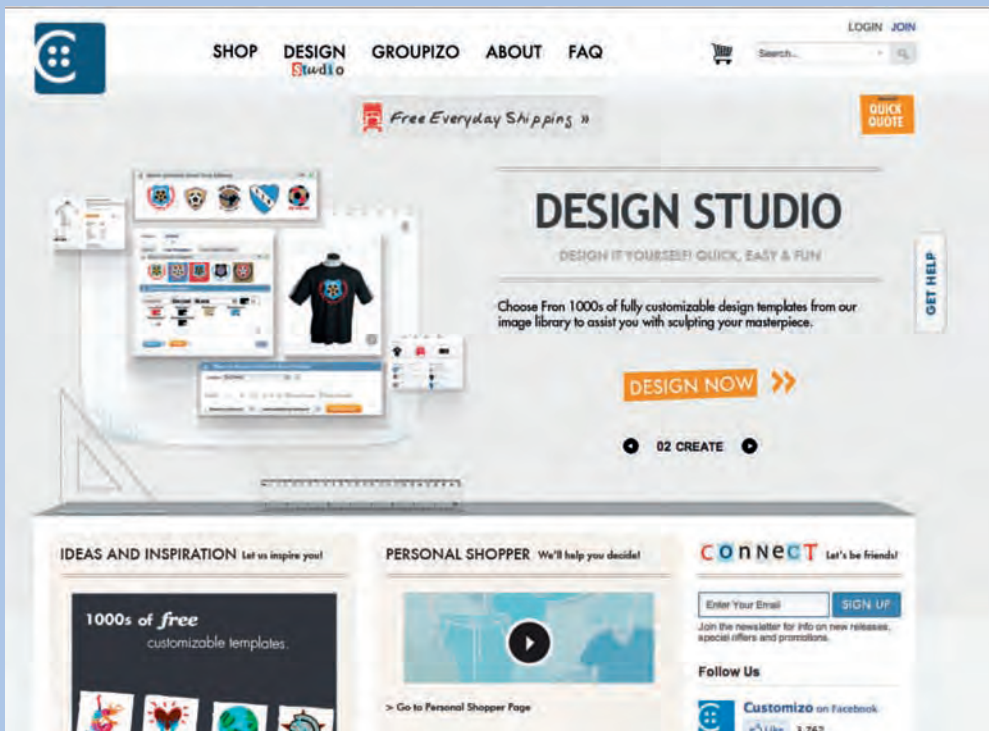 LOGIN JOIN
SHOP DESIGN GROUPIZO ABOUT FAQ
Studio
Search...
Free Everyday Shipping »
QUICK
QUOTE
DESIGN STUDIO
DESIGN IT YOURSELF! QUICK, EASY & FUN
GET HELP
Choose Fron 1000s of fully customizable design templates from our
image library to assist you with sculpting your masterpiece.
DESIGN NOW >>
02 CREATE
IDEAS AND INSPIRATION Let us inspire you!
1000s of free
customizable templates.
PERSONAL SHOPPER We'll help you decide!
> Go to Personal Shopper Page
CONNECT Let's be friends!
Enter Your Email SIGN UP
Join the newsletter for info on new releases,
special offers and promotions.
Follow Us
Customizo on Facebook
Like 3,762